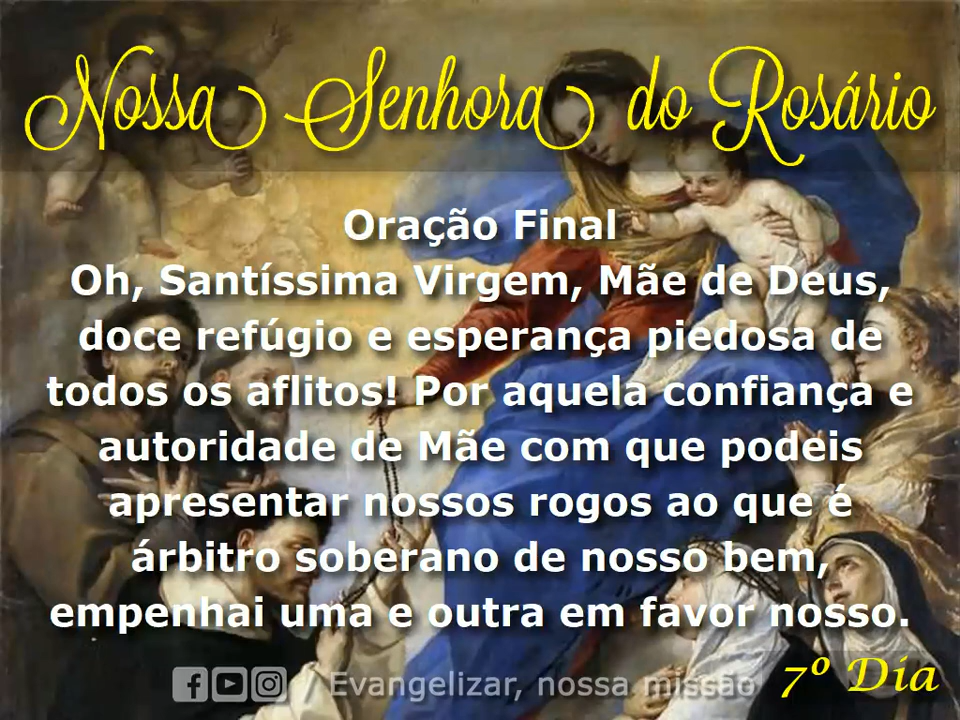 Nossa Senhora do Rosário
Oração Final
Oh, Santíssima Virgem, Mãe de Deus,
doce refúgio e esperança piedosa de
todos os aflitos! Por aquela confiança e
autoridade de Mãe com que podeis
apresentar nossos rogos ao que é
árbitro soberano de nosso bem,
empenhai uma e outra em favor nosso.
/ Evangelizar, nossa missão
7º Dia